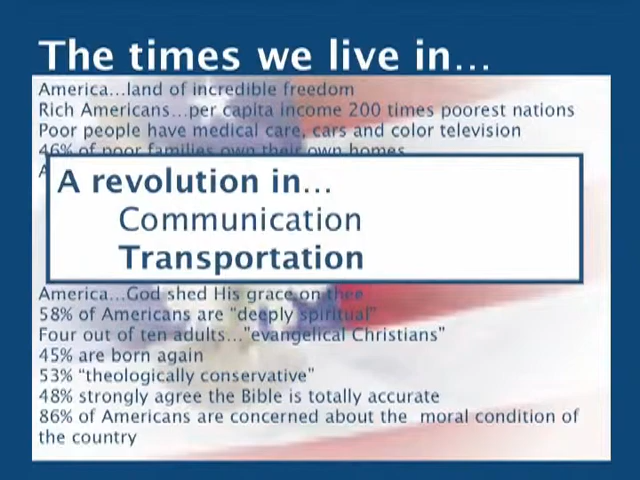 The times we live in...
America...land of incredible freedom
Rich Americans...per capita income 200 times poorest nations
Poor people have medical care, cars and color television
46% of poor families own their own homes
A revolution in...
Communication
Transportation
America...God shed His grace on thee
58% of Americans are “deeply spiritual”
Four out of ten adults..."evangelical Christians"
45% are born again
53% “theologically conservative”
48% strongly agree the Bible is totally accurate
86% of Americans are concerned about the moral condition of
the country